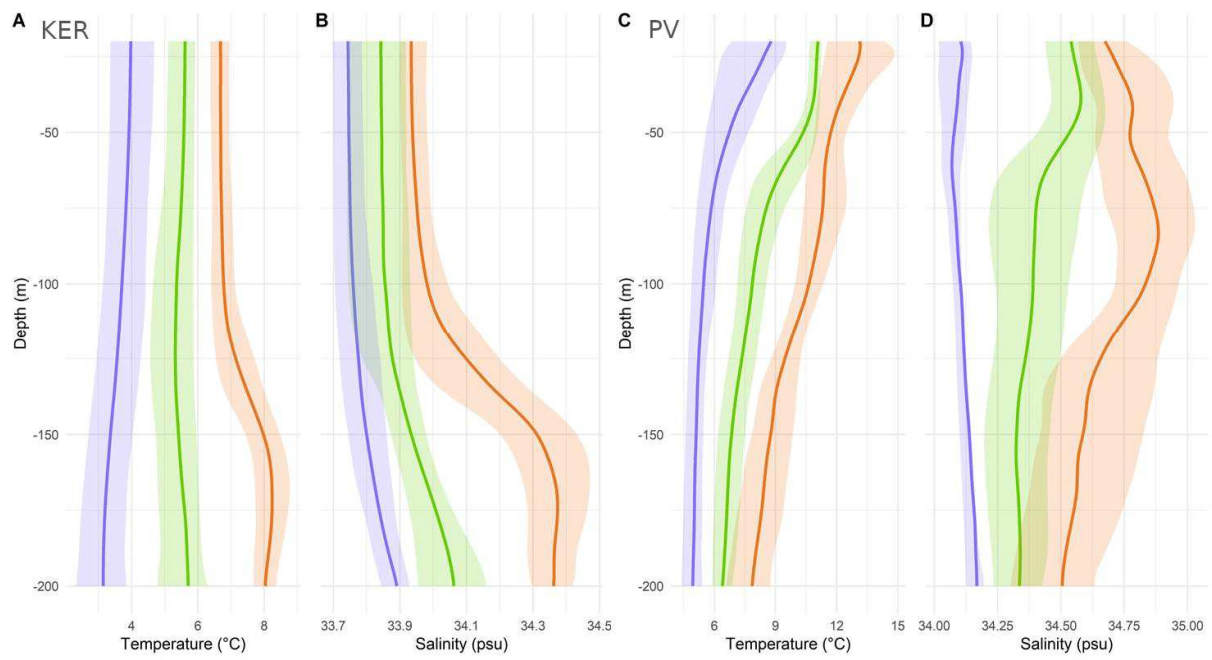 A KER B C PV D
-50 -50
-100 -100
-150 -150
-200 -200
Depth (m) Depth (m)
4 6 8 33.7 33.9 34.1 34.3 34.5 6 9 12 15 34.00 34.25 34.50 34.75 35.00
Temperature (°C) Salinity (psu) Temperature (°C) Salinity (psu)